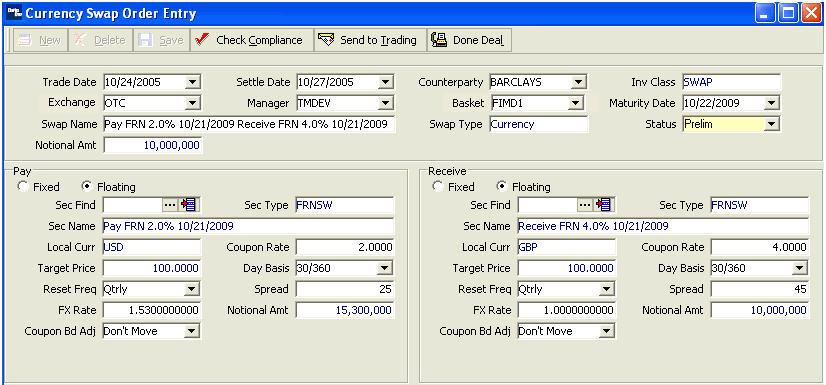 Currency Swap Order Entry
New Delete Save Check Compliance Send to Trading Done Deal
Trade Date 10/24/2005 Settle Date 10/27/2005 Counterparty BARCLAYS Inv Class SWAP
Exchange OTC Manager TMDEV Basket FIMD1 Maturity Date 10/22/2009
Swap Name Pay FRN 2.0% 10/21/2009 Receive FRN 4.0% 10/21/2009 Swap Type Currency Status Prelim
Notional Amt 10,000,000
Pay
Fixed Floating
Sec Find ... Sec Type FRNSW
Sec Name Pay FRN 2.0% 10/21/2009
Local Curr USD Coupon Rate 2.0000
Target Price 100.0000 Day Basis 30/360
Reset Freq Qtrly Spread 25
FX Rate 1.5300000000 Notional Amt 15,300,000
Coupon Bd Adj Don't Move
Receive
Fixed Floating
Sec Find ... Sec Type FRNSW
Sec Name Receive FRN 4.0% 10/21/2009
Local Curr GBP Coupon Rate 4.0000
Target Price 100.0000 Day Basis 30/360
Reset Freq Qtrly Spread 45
FX Rate 1.0000000000 Notional Amt 10,000,000
Coupon Bd Adj Don't Move